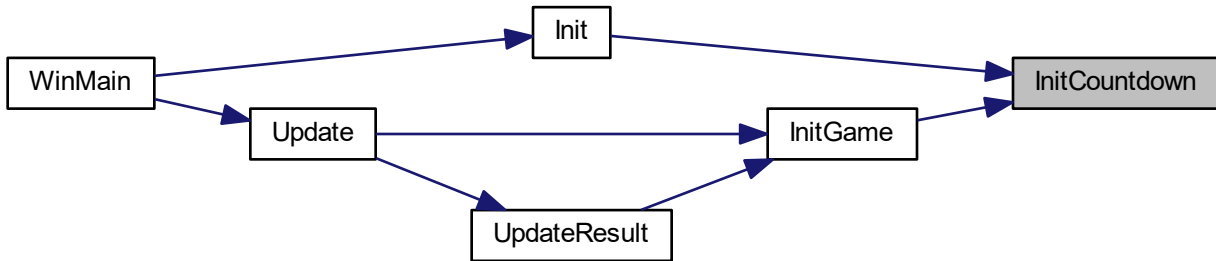 Init
WinMain
InitCountdown
Update
InitGame
UpdateResult